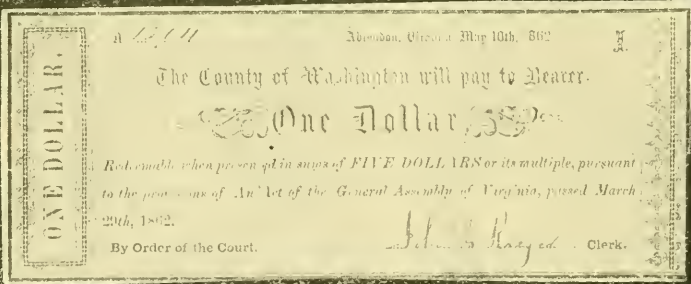 ONE DOLLAR.
A
Abingdon, Virginia, May 10th, 1862
1
The County of Washington will pay to Bearer.
One Dollar,
Redeemable when presented in sums of FIVE DOLLARS or its multiple, pursuant
to the provisions of An Act of the General Assembly of Virginia, passed March
29th, 1862.
By Order of the Court.
Clerk.